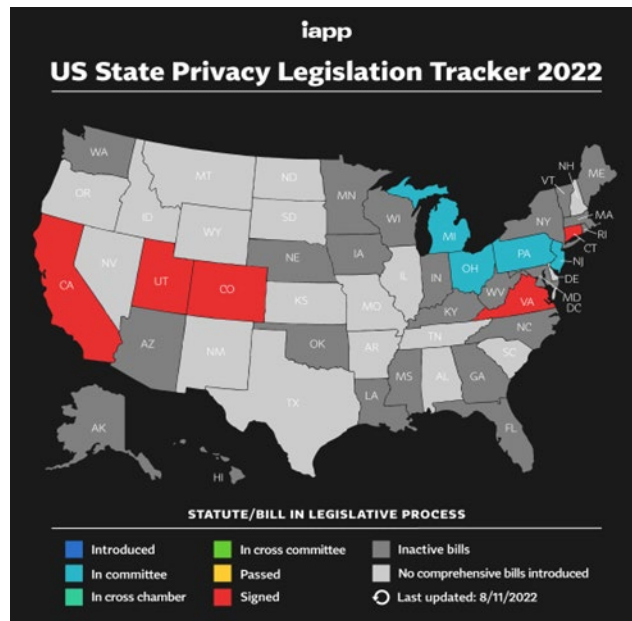 iapp
US State Privacy Legislation Tracker 2022
WA
OR
CA
NV
ID
MT
WY
UT
CO
AZ
NM
ND
SD
NE
KS
OK
TX
MN
IA
MO
AR
LA
WI
IL
MS
MI
IN
KY
TN
AL
OH
WV
GA
FL
PA
VA
NC
SC
NY
VT
NH
ME
MA
RI
CT
NJ
DE
MD
DC
AK
HI
STATUTE/BILL IN LEGISLATIVE PROCESS
Introduced
In committee
In cross chamber
In cross committee
Passed
Signed
Inactive bills
No comprehensive bills introduced
Last updated: 8/11/2022